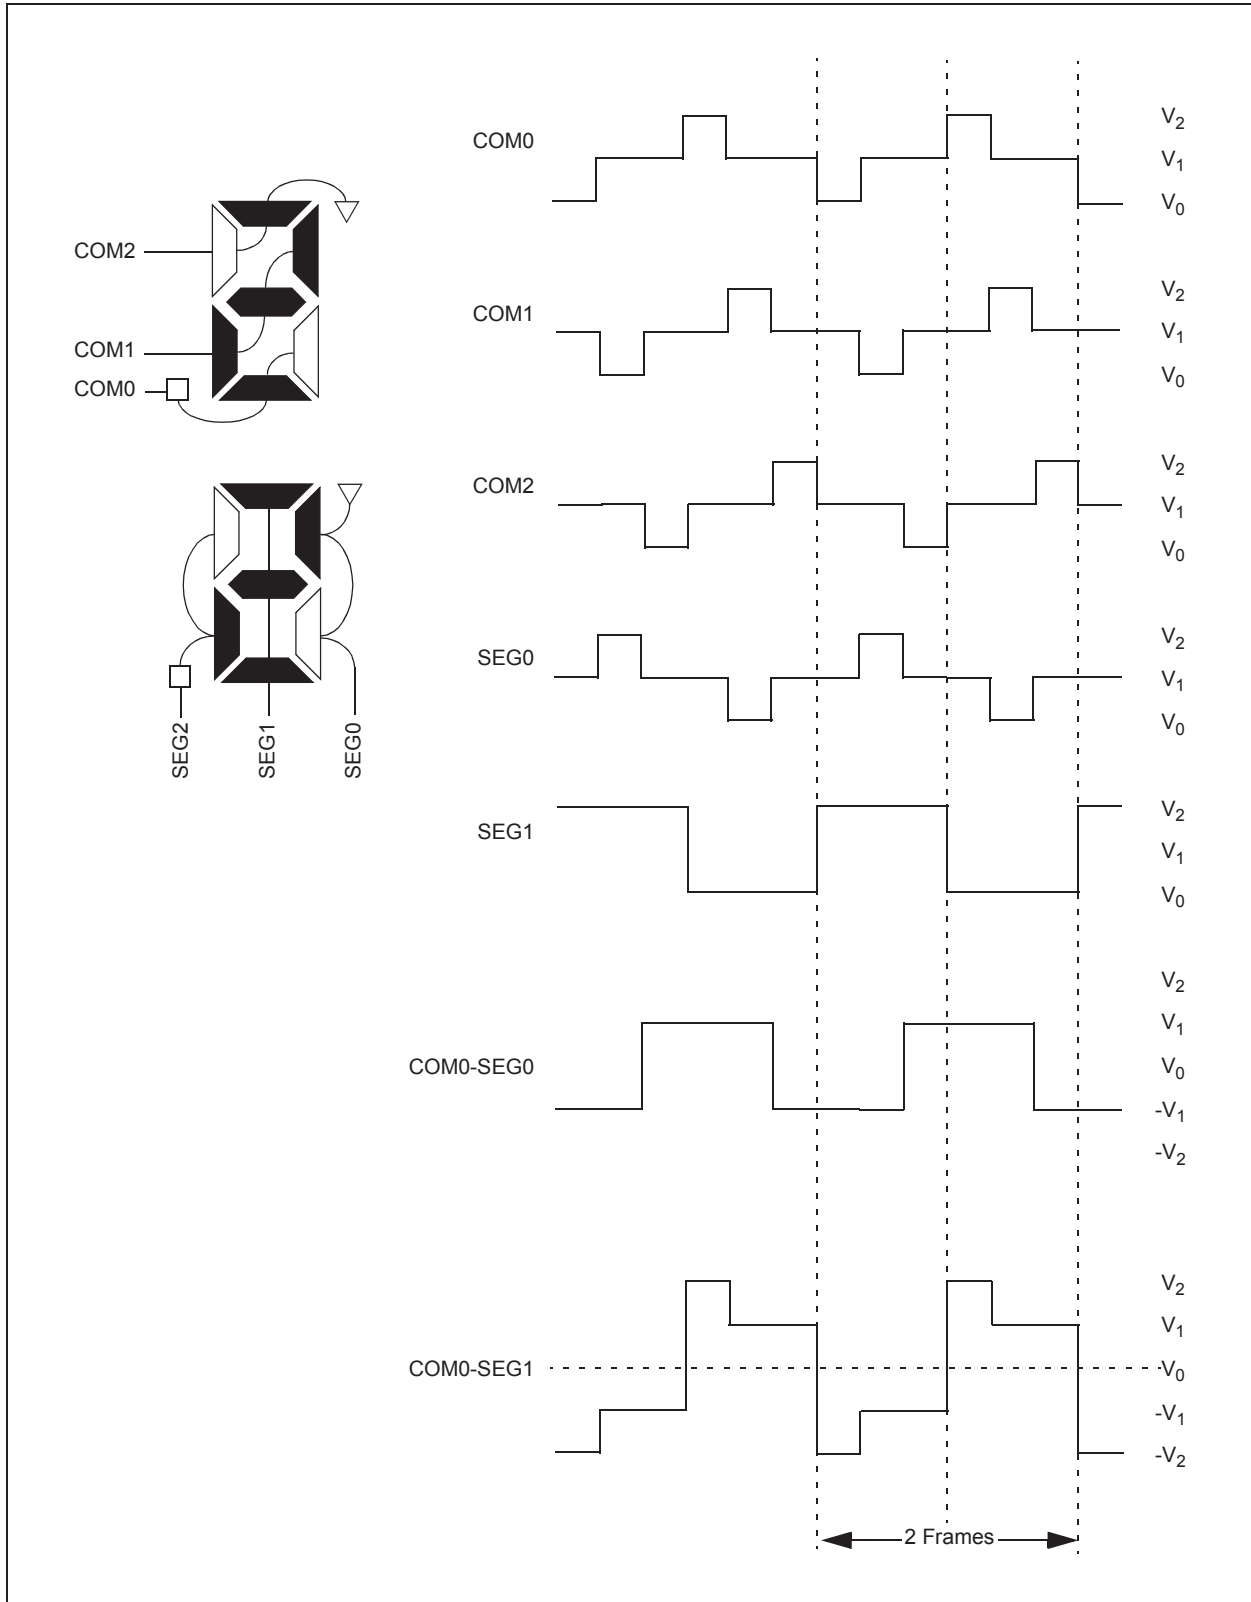 COM0
V2
V1
V0
COM2
COM1
COM0
COM1
V2
V1
V0
COM2
V2
V1
V0
SEG0
V2
V1
V0
SEG2
SEG1
SEG0
SEG1
V2
V1
V0
COM0-SEG0
V2
V1
V0
-V1
-V2
COM0-SEG1
V2
V1
V0
-V1
-V2
2 Frames